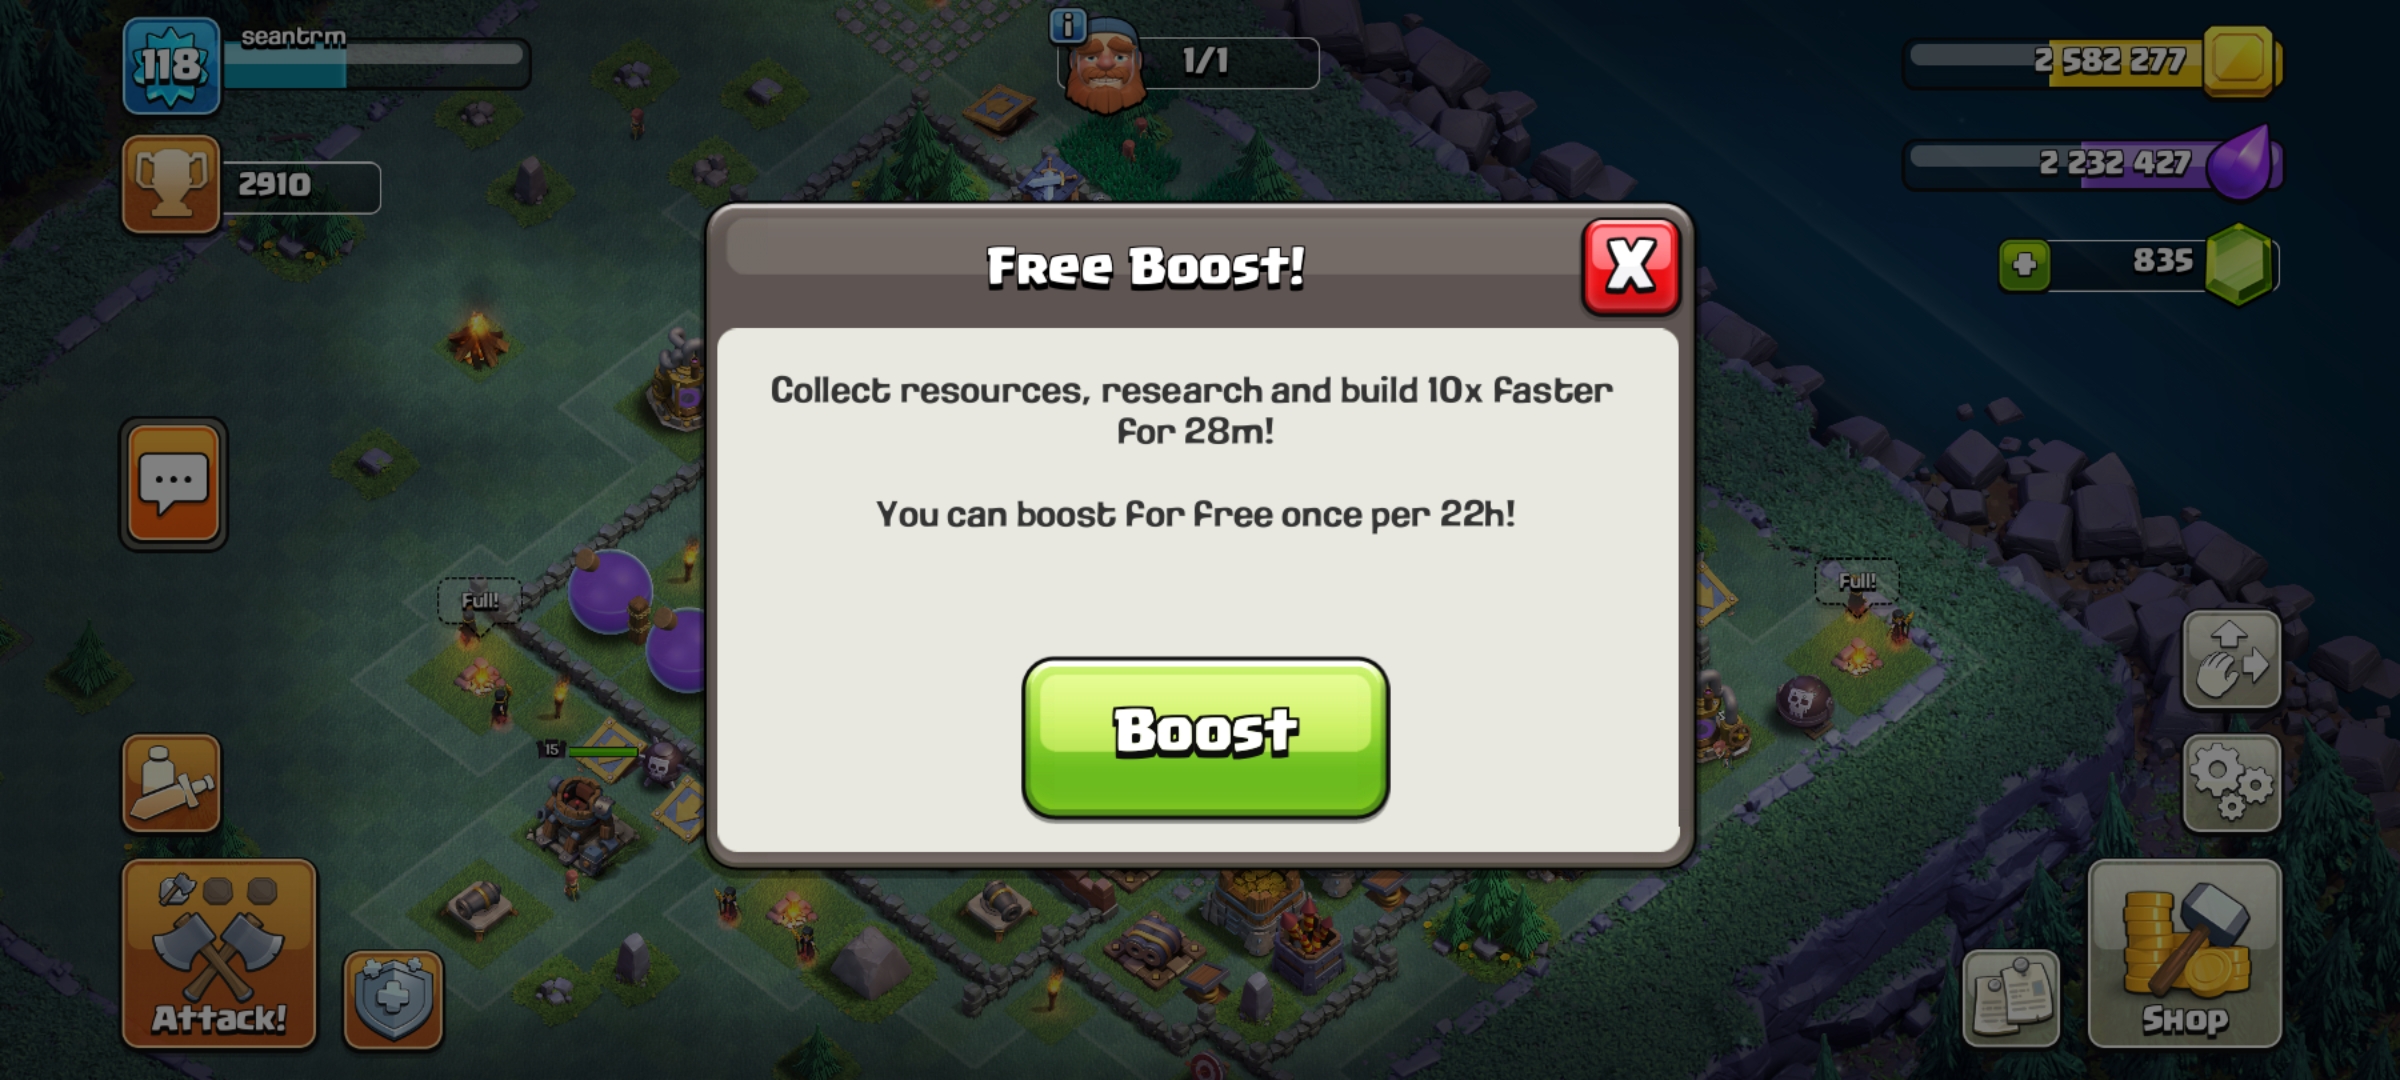 118
seantrm
i
1/1
2 582 277
2910
2 232 427
835
Free Boost!
X
Collect resources, research and build 10x faster
for 28m!
You can boost for free once per 22h!
Full!
Full!
15
Boost
Attack!
Shop